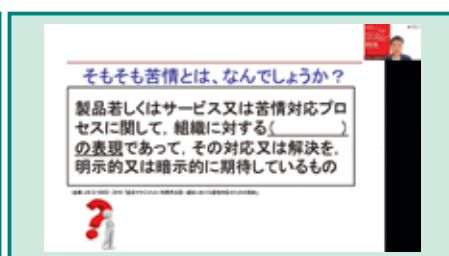 そもそも苦情とは、なんでしょうか？
製品若しくはサービス又は苦情対応プロ
セスに関して，組織に対する(　　　　　)
の表現であって，その対応又は解決を，
明示的又は暗示的に期待しているもの